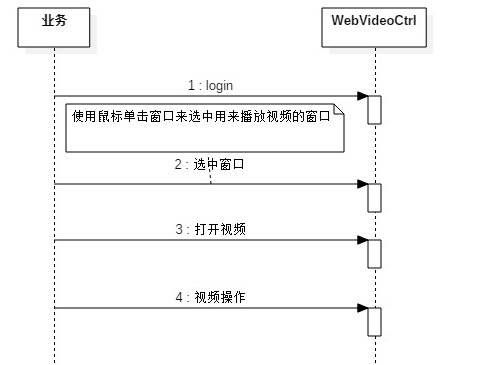 业务
WebVideoCtrl
1 : login
使用鼠标单击窗口来选中用来播放视频的窗口
2 : 选中窗口
3 : 打开视频
4 : 视频操作